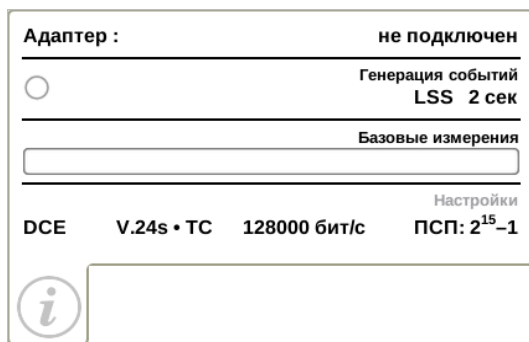 Адаптер : не подключен
Генерация событий
LSS 2 сек
Базовые измерения
Настройки
DCE V.24s • TC 128000 бит/с ПСП: 2¹⁵–1
i